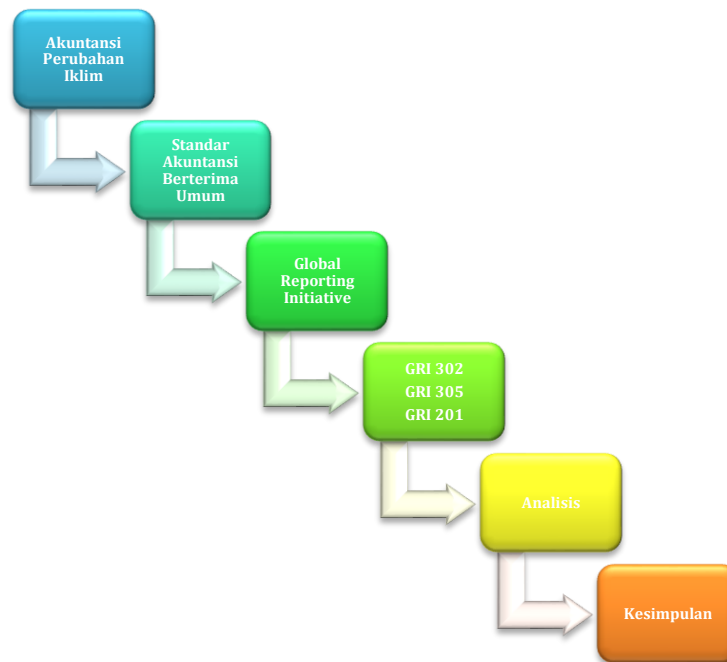 Akuntansi
Perubahan
Iklim
Standar
Akuntansi
Berterima
Umum
Global
Reporting
Initiative
GRI 302
GRI 305
GRI 201
Analisis
Kesimpulan